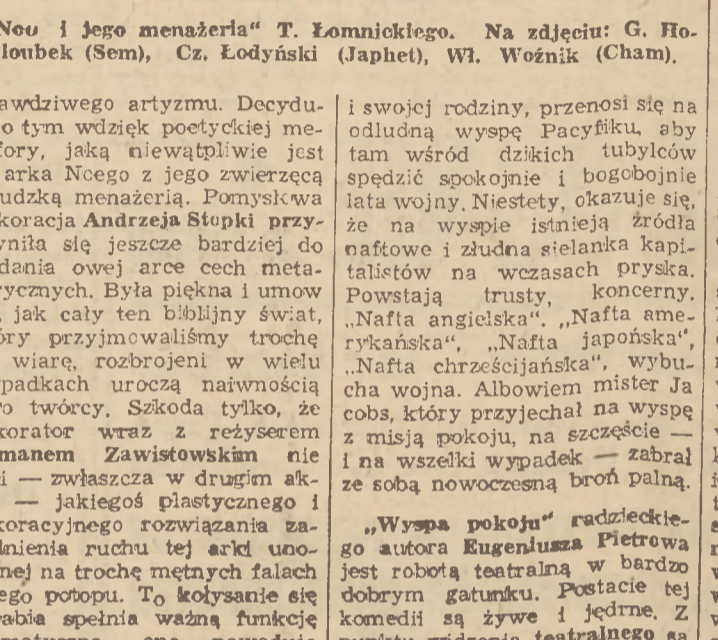 Noe i jego menażeria" T. Łomnickiego. Na zdjęciu: G. Ho-
loubek (Sem), Cz. Łodyński (Japhet), Wł. Woźnik (Cham).
awdziwego artyzmu. Decydu-
o tym wdzięk poetyckiej me-
fory, jaką niewątpliwie jest
arka Noego z jego zwierzęcą
udzką menażerią. Pomysłowa
koracja Andrzeja Stopki przy-
yniła się jeszcze bardziej do
dania owej arce cech meta-
rycznych. Była piękna i umow
, jak cały ten biblijny świat,
óry przyjmowaliśmy trochę
wiarę, rozbrojeni w wielu
padkach uroczą naiwnością
o twórcy. Szkoda tylko, że
korator wraz z reżyserem
manem Zawistowskim nie
i — zwłaszcza w drugim ak-
— jakiegoś plastycznego i
koracyjnego rozwiązania za-
lnienia ruchu tej arki uno-
nej na trochę mętnych falach
ego potopu. To kołysanie się
rabia spełnia ważną funkcję
i swojej rodziny, przenosi się na
odludną wyspę Pacyfiku, aby
tam wśród dzikich tubylców
spędzić spokojnie i bogobojnie
lata wojny. Niestety, okazuje się,
że na wyspie istnieją źródła
naftowe i złudna sielanka kapi-
talistów na wczasach pryska.
Powstają trusty, koncerny.
„Nafta angielska". „Nafta ame-
rykańska", „Nafta japońska",
„Nafta chrześcijańska", wybu-
cha wojna. Albowiem mister Ja
cobs, który przyjechał na wyspę
z misją pokoju, na szczęście —
i na wszelki wypadek — zabrał
ze sobą nowoczesną broń palną.
„Wyspa pokoju" radzieckie-
go autora Eugeniusza Pietrowa
jest robotą teatralną w bardzo
dobrym gatunku. Postacie tej
komedii są żywe i jędrne. Z
teatralnego są